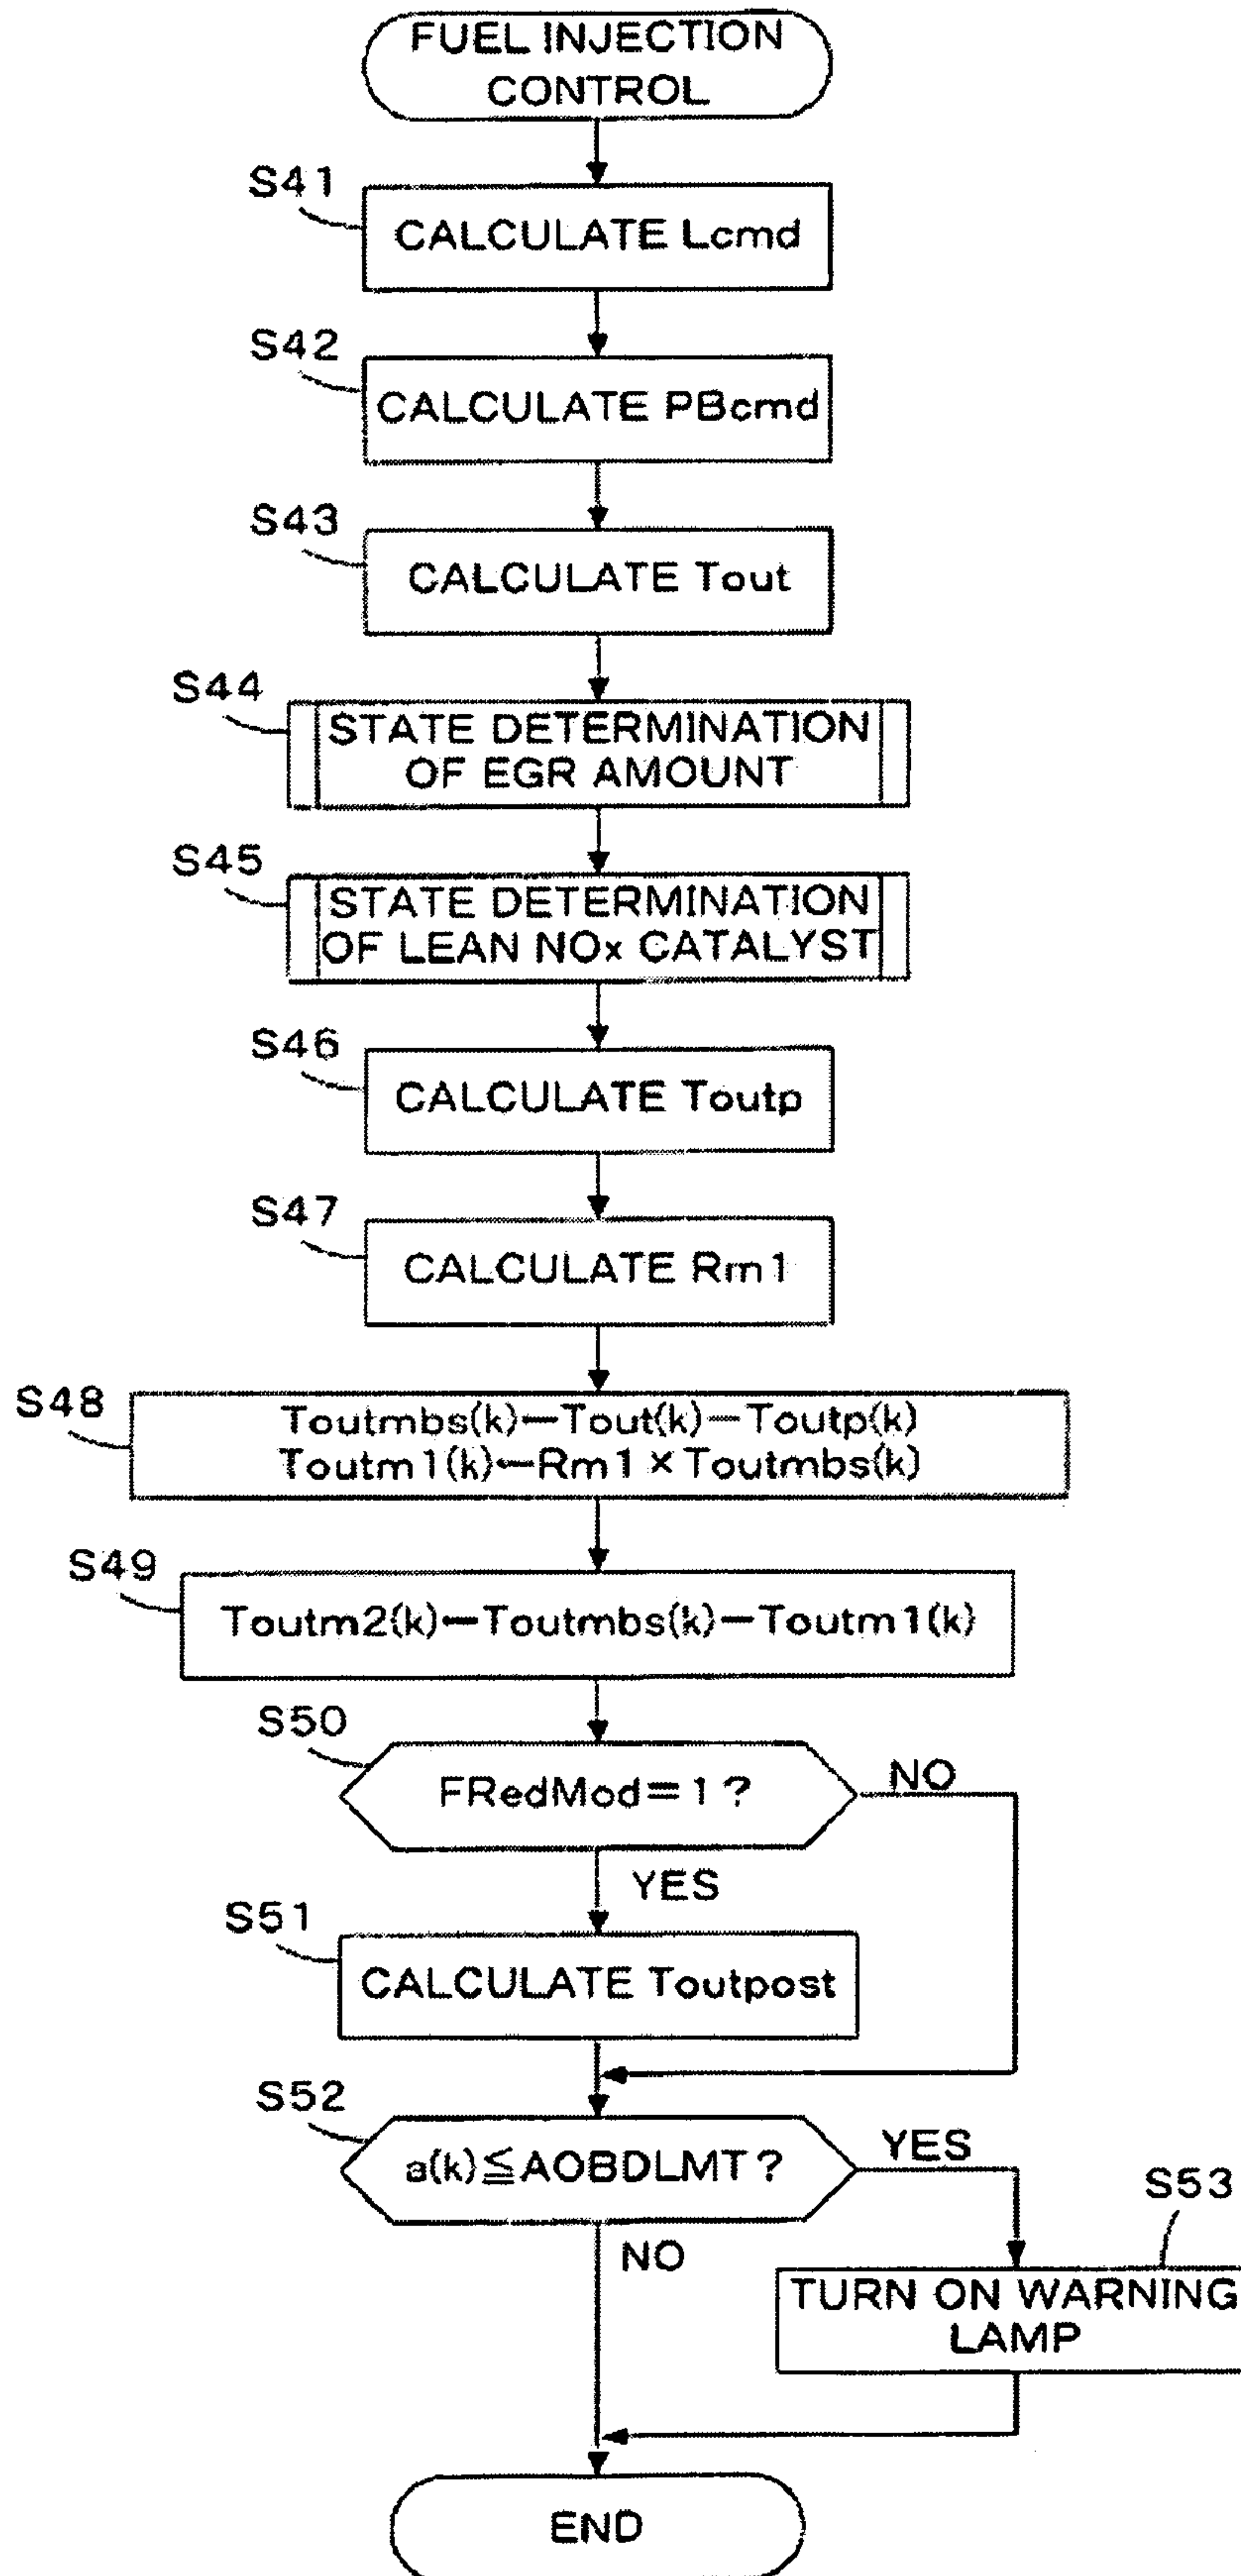 FUEL INJECTION
CONTROL
S41
CALCULATE Lcmd
S42
CALCULATE PBcmd
S43
CALCULATE Tout
S44
STATE DETERMINATION
OF EGR AMOUNT
S45
STATE DETERMINATION
OF LEAN NOx CATALYST
S46
CALCULATE Toutp
S47
CALCULATE Rm1
S48
Toutmbs(k)←Tout(k)−Toutp(k)
Toutm1(k)←Rm1×Toutmbs(k)
S49
Toutm2(k)←Toutmbs(k)−Toutm1(k)
S50
FRedMod=1?
NO
YES
S51
CALCULATE Toutpost
S52
a(k)≦AOBDLMT?
YES
S53
NO
TURN ON WARNING
LAMP
END